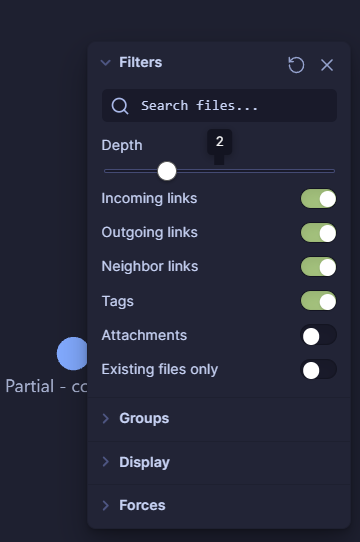 Filters
Search files...
Depth
2
Incoming links
Outgoing links
Neighbor links
Tags
Attachments
Existing files only
Partial - cc
Groups
Display
Forces